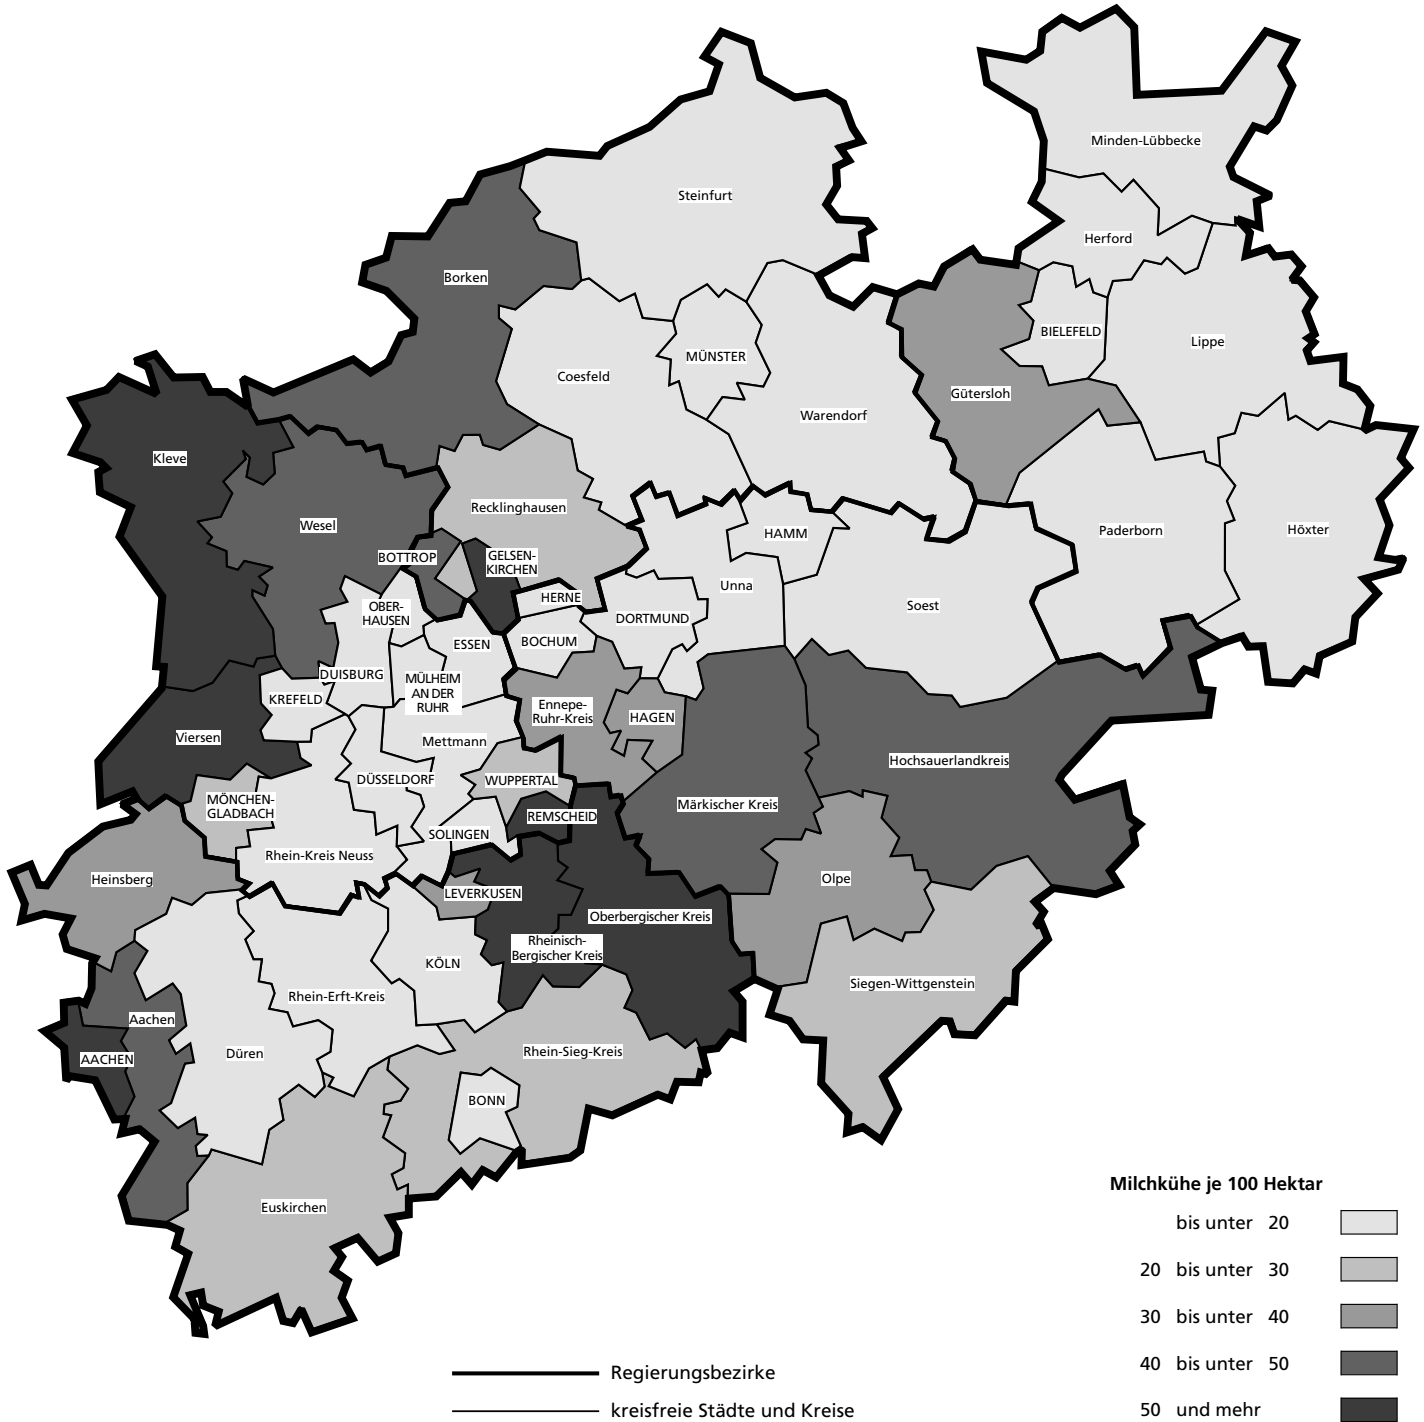 Minden-Lübbecke
Steinfurt
Herford
Borken
BIELEFELD
Lippe
MÜNSTER
Coesfeld
Gütersloh
Warendorf
Kleve
Recklinghausen
Wesel
HAMM
Paderborn
Höxter
BOTTROP
GELSEN-
KIRCHEN
Unna
HERNE
Soest
OBER-
HAUSEN
DORTMUND
ESSEN
BOCHUM
DUISBURG
MÜLHEIM
AN DER
RUHR
KREFELD
Ennepe-
Ruhr-Kreis
HAGEN
Viersen
Mettmann
Hochsauerlandkreis
DÜSSELDORF
WUPPERTAL
MÖNCHEN-
GLADBACH
Märkischer Kreis
REMSCHEID
SOLINGEN
Rhein-Kreis Neuss
Heinsberg
Olpe
LEVERKUSEN
Oberbergischer Kreis
Rheinisch-
Bergischer Kreis
KÖLN
Siegen-Wittgenstein
Rhein-Erft-Kreis
Aachen
Düren
Rhein-Sieg-Kreis
AACHEN
BONN
Euskirchen
Milchkühe je 100 Hektar
bis unter 20
20 bis unter 30
30 bis unter 40
40 bis unter 50
50 und mehr
Regierungsbezirke
kreisfreie Städte und Kreise